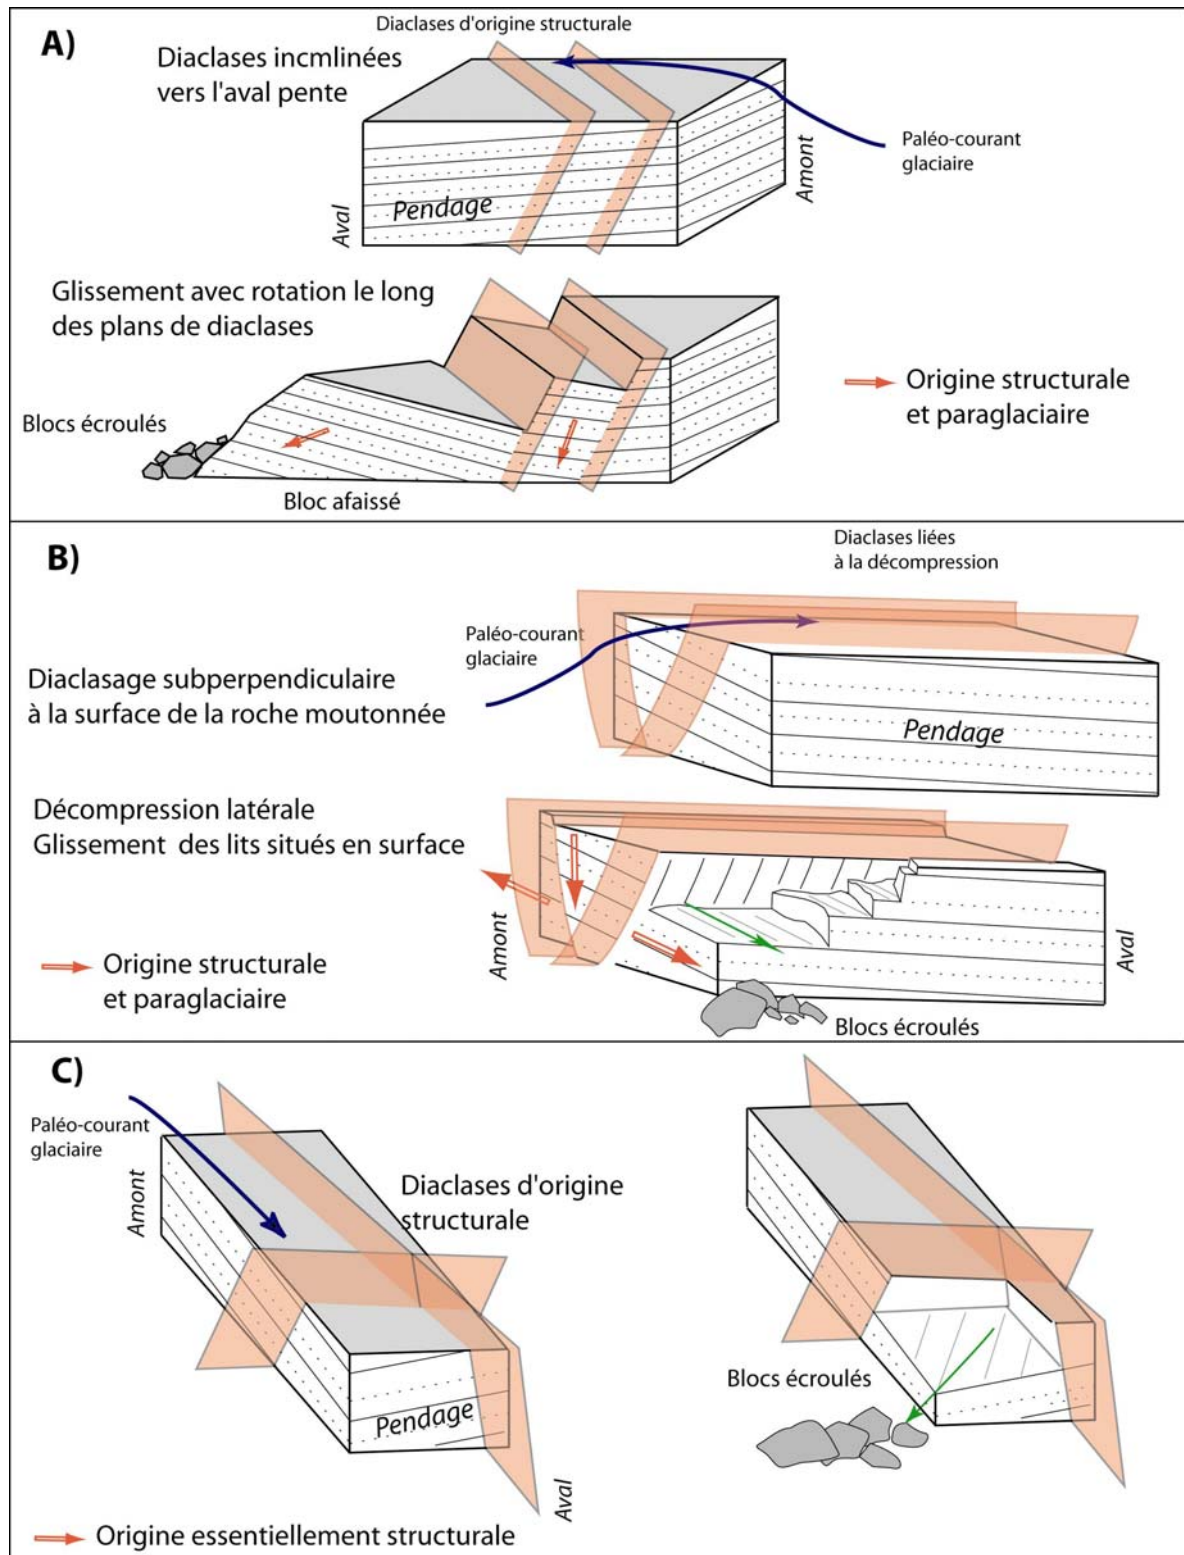 A)
Diaclases d'origine structurale
Diaclases incmlinées
vers l'aval pente
Paléo-courant
glaciaire
Amont
Aval
Pendage
Glissement avec rotation le long
des plans de diaclases
Origine structurale
et paraglaciaire
Blocs écroulés
Bloc afaissé
B)
Diaclases liées
à la décompression
Paléo-courant
glaciaire
Diaclasage subperpendiculaire
à la surface de la roche moutonnée
Pendage
Décompression latérale
Glissement des lits situés en surface
Amont
Aval
Origine structurale
et paraglaciaire
Blocs écroulés
C)
Paléo-courant
glaciaire
Amont
Diaclases d'origine
structurale
Pendage
Aval
Blocs écroulés
Origine essentiellement structurale